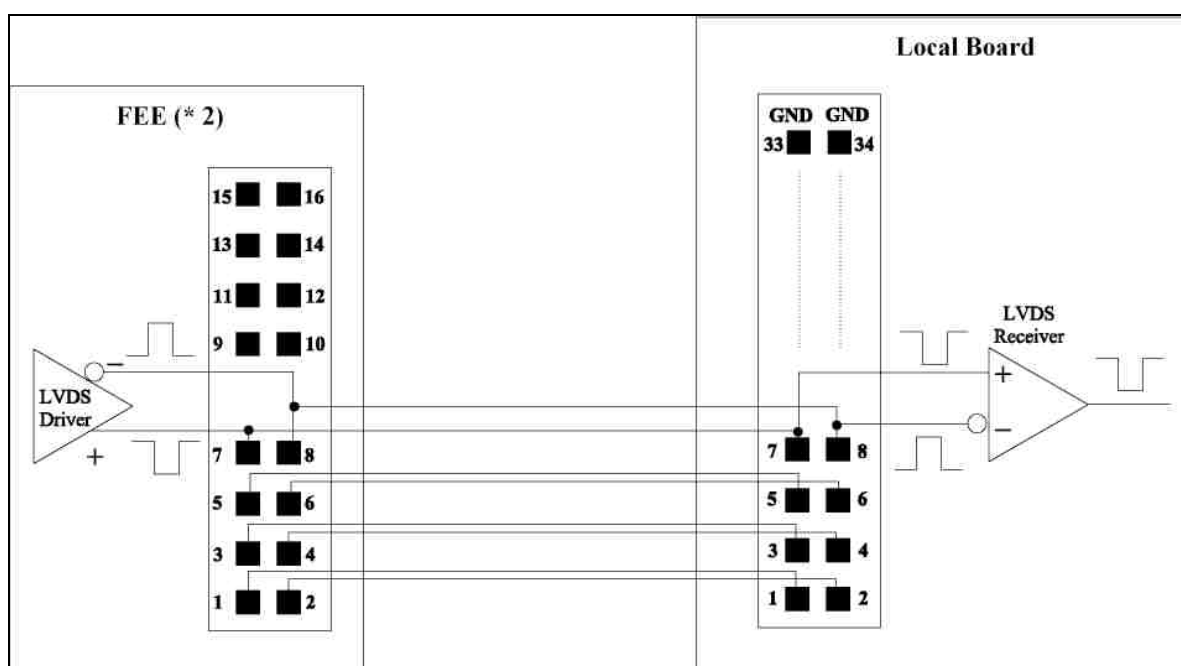 Local Board
FEE (* 2)
GND GND
33 34
15 16
13 14
11 12
9 10
LVDS
Receiver
−
+
LVDS
Driver
−
+
7 8
7 8
5 6
5 6
3 4
3 4
1 2
1 2